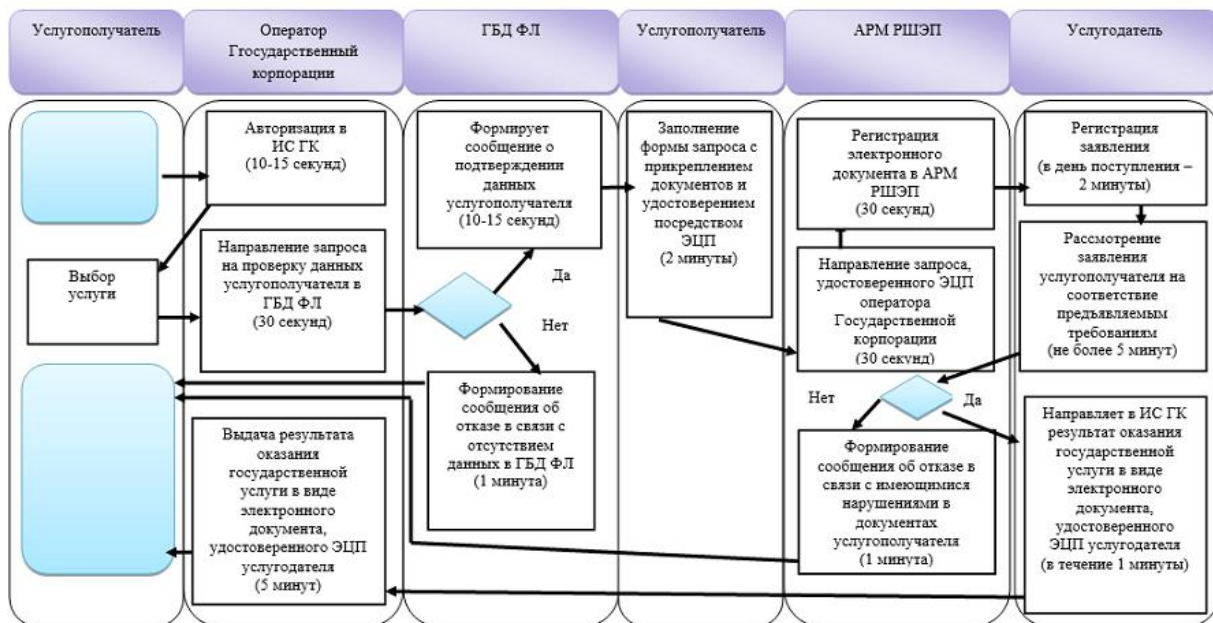 Услугополучатель
Оператор
Ггосударственный
корпорации
ГБД ФЛ
Услугополучатель
АРМ РШЭП
Услугодатель
Авторизация в
ИС ГК
(10-15 секунд)
Выбор
услуги
Направление запроса
на проверку данных
услугополучателя в
ГБД ФЛ
(30 секунд)
Формирует
сообщение о
подтверждении
данных
услугополучателя
(10-15 секунд)
Да
Нет
Формирование
сообщения об
отказе в связи с
отсутствием
данных в ГБД ФЛ
(1 минута)
Заполнение
формы запроса с
прикреплением
документов и
удостоверением
посредством
ЭЦП
(2 минуты)
Направление запроса,
удостоверенного ЭЦП
оператора
Государственной
корпорации
(30 секунд)
Регистрация
электронного
документа в АРМ
РШЭП
(30 секунд)
Регистрация
заявления
(в день поступления –
2 минуты)
Рассмотрение
заявления
услугополучателя на
соответствие
предъявляемым
требованиям
(не более 5 минут)
Нет
Да
Формирование
сообщения об отказе в
связи с имеющимися
нарушениями в
документах
услугополучателя
(1 минута)
Направляет в ИС ГК
результат оказания
государственной
услуги в виде
электронного
документа,
удостоверенного
ЭЦП услугодателя
(в течение 1 минуты)
Выдача результата
оказания
государственной
услуги в виде
электронного
документа,
удостоверенного ЭЦП
услугодателя
(5 минут)